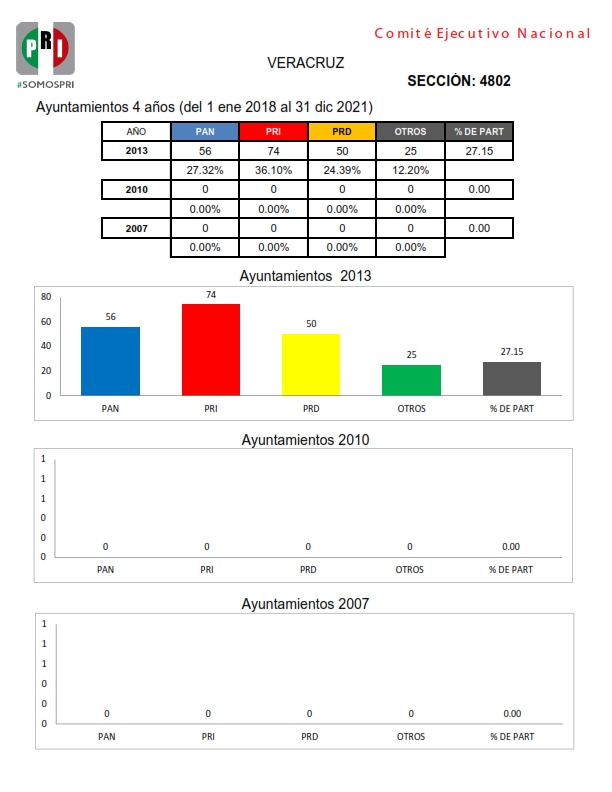 Comité Ejecutivo Nacional
PRI
#SOMOSPRI
VERACRUZ
SECCIÓN: 4802
Ayuntamientos 4 años (del 1 ene 2018 al 31 dic 2021)
AÑO PAN PRI PRD OTROS % DE PART
2013 56 74 50 25 27.15
27.32% 36.10% 24.39% 12.20%
2010 0 0 0 0 0.00
0.00% 0.00% 0.00% 0.00%
2007 0 0 0 0 0.00
0.00% 0.00% 0.00% 0.00%
Ayuntamientos 2013
80
60
40
20
0
56 74 50 25 27.15
PAN PRI PRD OTROS % DE PART
Ayuntamientos 2010
1
1
1
0
0
0
0 0 0 0 0.00
PAN PRI PRD OTROS % DE PART
Ayuntamientos 2007
1
1
1
0
0
0
0 0 0 0 0.00
PAN PRI PRD OTROS % DE PART